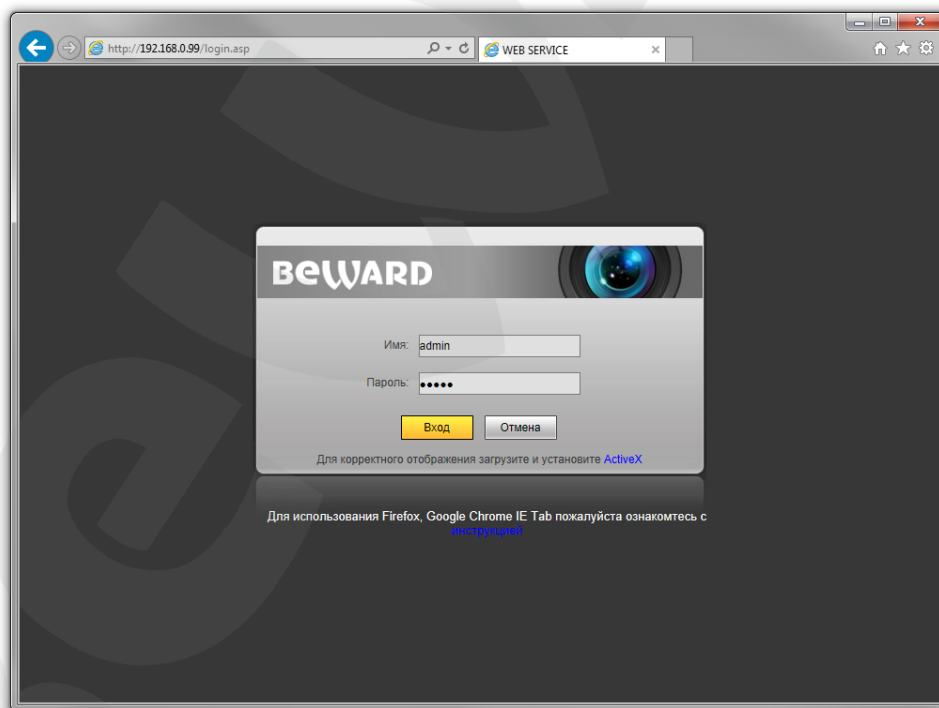 http://192.168.0.99/login.asp
WEB SERVICE
BEWARD
Имя: admin
Пароль: •••••
Вход Отмена
Для корректного отображения загрузите и установите ActiveX
Для использования Firefox, Google Chrome IE Tab пожалуйста ознакомтесь с
инструкцией